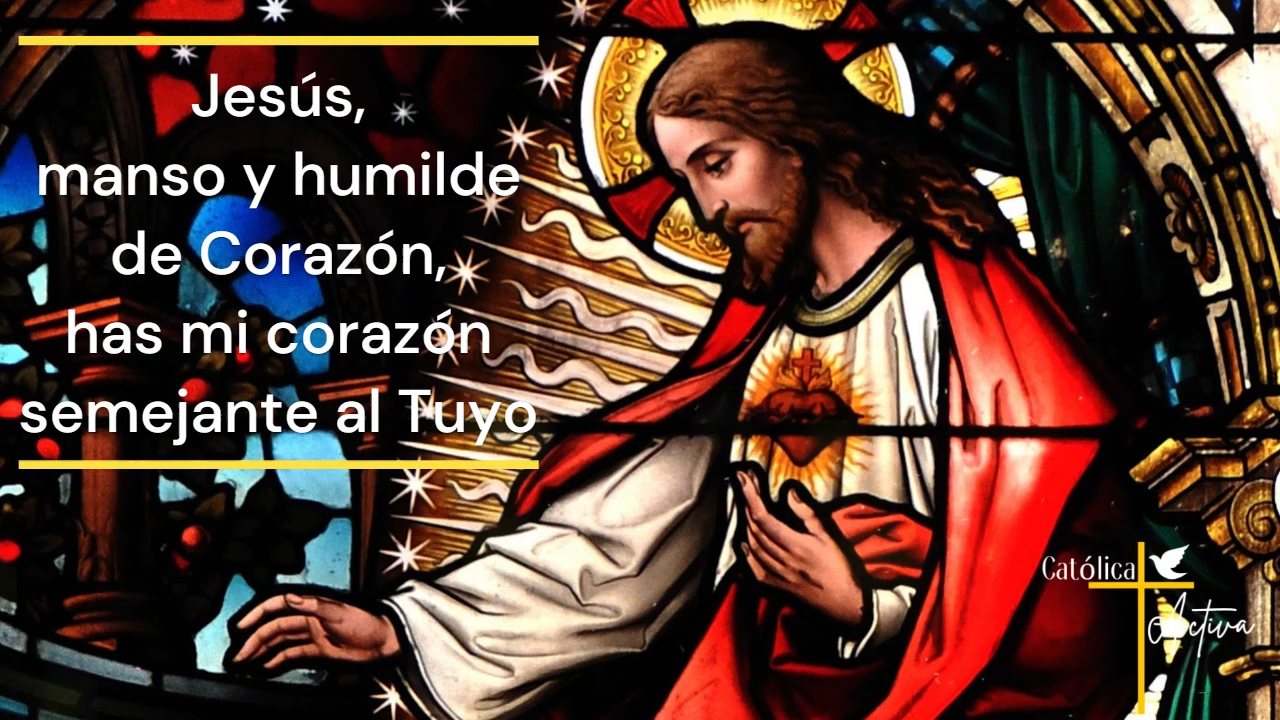 Jesús,
manso y humilde
de Corazón,
has mi corazón
semejante al Tuyo
Católica
Activa